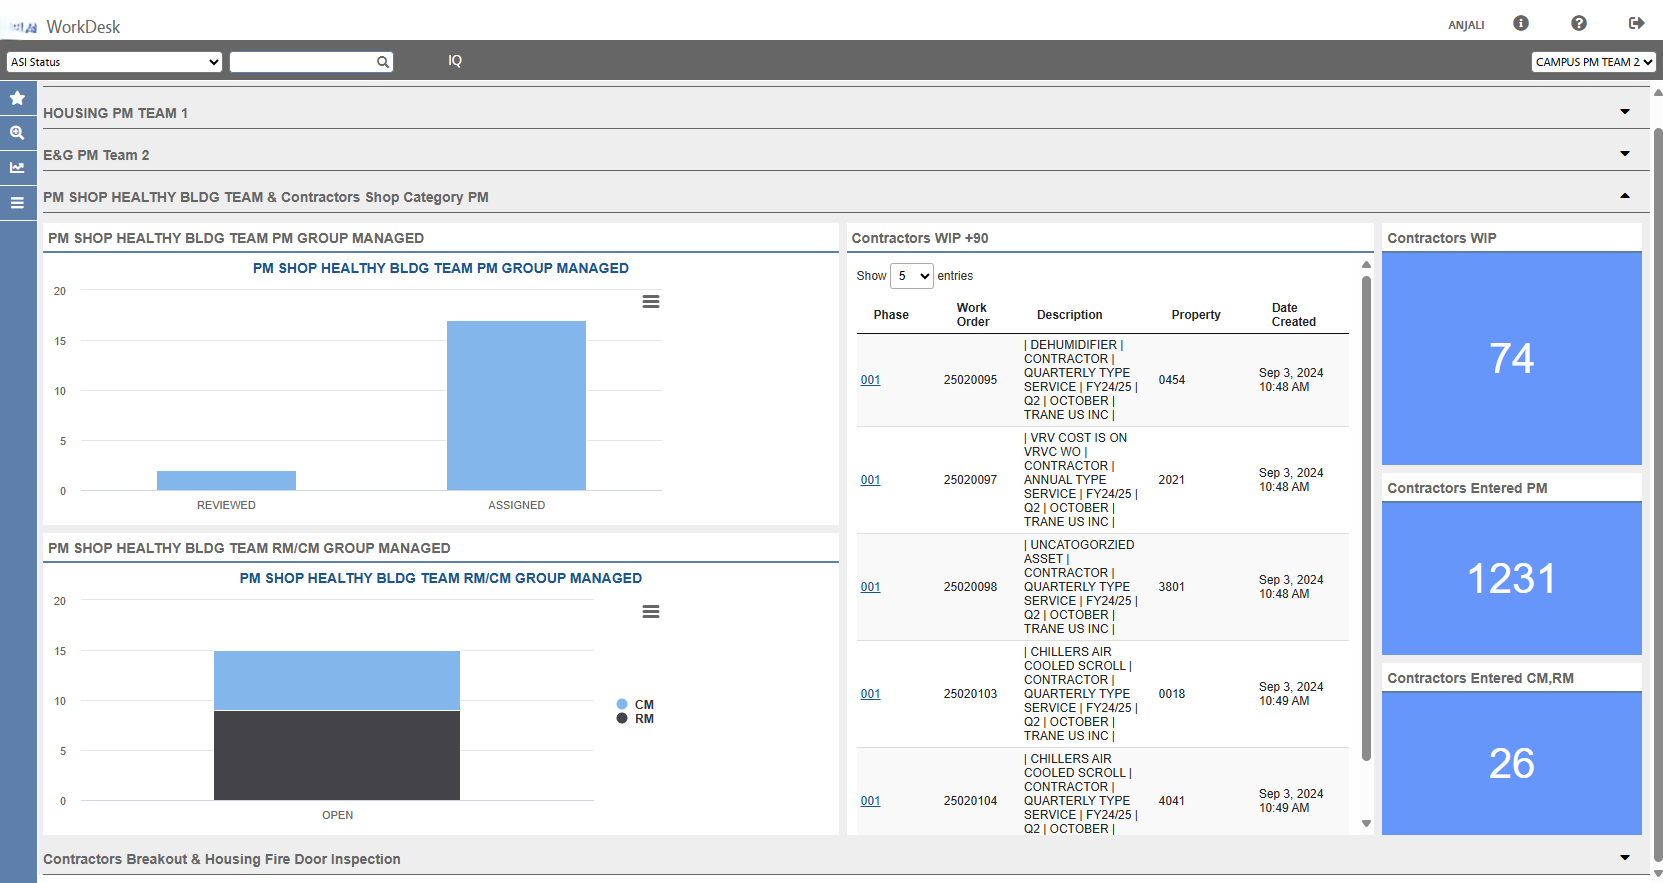 WorkDesk
ANJALI
ASI Status
IQ
CAMPUS PM TEAM 2
HOUSING PM TEAM 1
E&G PM Team 2
PM SHOP HEALTHY BLDG TEAM & Contractors Shop Category PM
PM SHOP HEALTHY BLDG TEAM PM GROUP MANAGED
PM SHOP HEALTHY BLDG TEAM PM GROUP MANAGED
20
15
10
5
0
REVIEWED
ASSIGNED
PM SHOP HEALTHY BLDG TEAM RM/CM GROUP MANAGED
PM SHOP HEALTHY BLDG TEAM RM/CM GROUP MANAGED
20
15
10
5
0
OPEN
CM
RM
Contractors WIP +90
Show 5 entries
Phase Work Order Description Property Date Created
001 25020095
| DEHUMIDIFIER |
CONTRACTOR |
QUARTERLY TYPE
SERVICE | FY24/25 |
Q2 | OCTOBER |
TRANE US INC |
0454
Sep 3, 2024
10:48 AM
001 25020097
| VRV COST IS ON
VRVC WO |
CONTRACTOR |
ANNUAL TYPE
SERVICE | FY24/25 |
Q2 | OCTOBER |
TRANE US INC |
2021
Sep 3, 2024
10:48 AM
001 25020098
| UNCATOGORZIED
ASSET |
CONTRACTOR |
QUARTERLY TYPE
SERVICE | FY24/25 |
Q2 | OCTOBER |
TRANE US INC |
3801
Sep 3, 2024
10:48 AM
001 25020103
| CHILLERS AIR
COOLED SCROLL |
CONTRACTOR |
QUARTERLY TYPE
SERVICE | FY24/25 |
Q2 | OCTOBER |
TRANE US INC |
0018
Sep 3, 2024
10:49 AM
001 25020104
| CHILLERS AIR
COOLED SCROLL |
CONTRACTOR |
QUARTERLY TYPE
SERVICE | FY24/25 |
Q2 | OCTOBER |
4041
Sep 3, 2024
10:49 AM
Contractors WIP
74
Contractors Entered PM
1231
Contractors Entered CM,RM
26
Contractors Breakout & Housing Fire Door Inspection